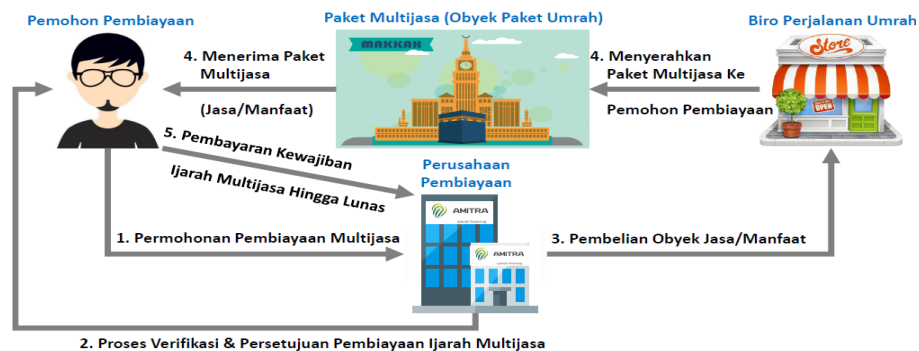 Pemohon Pembiayaan
Paket Multijasa (Obyek Paket Umrah)
Biro Perjalanan Umrah
MAKKAH
Store
OPEN
4. Menerima Paket
Multijasa
(Jasa/Manfaat)
4. Menyerahkan
Paket Multijasa Ke
Pemohon Pembiayaan
5. Pembayaran Kewajiban
Ijarah Multijasa Hingga Lunas
Perusahaan
Pembiayaan
AMITRA
AMITRA
1. Permohonan Pembiayaan Multijasa
3. Pembelian Obyek Jasa/Manfaat
2. Proses Verifikasi & Persetujuan Pembiayaan Ijarah Multijasa